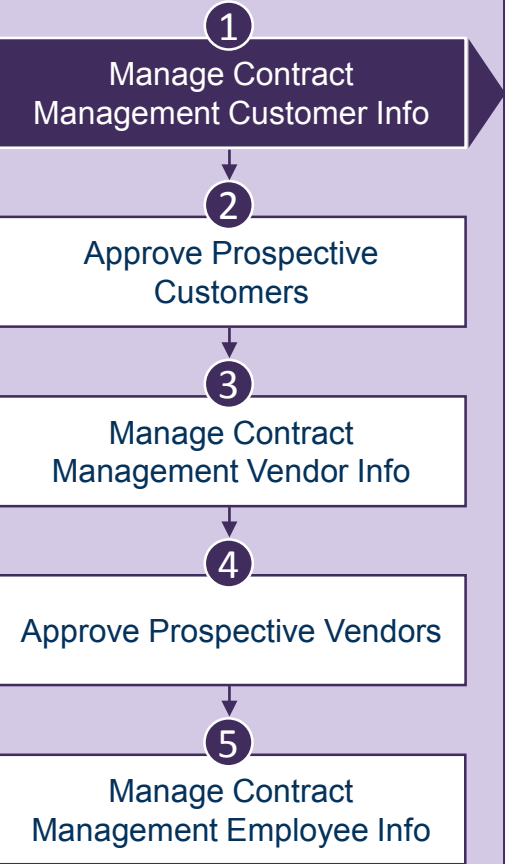 1
Manage Contract
Management Customer Info
2
Approve Prospective
Customers
3
Manage Contract
Management Vendor Info
4
Approve Prospective Vendors
5
Manage Contract
Management Employee Info